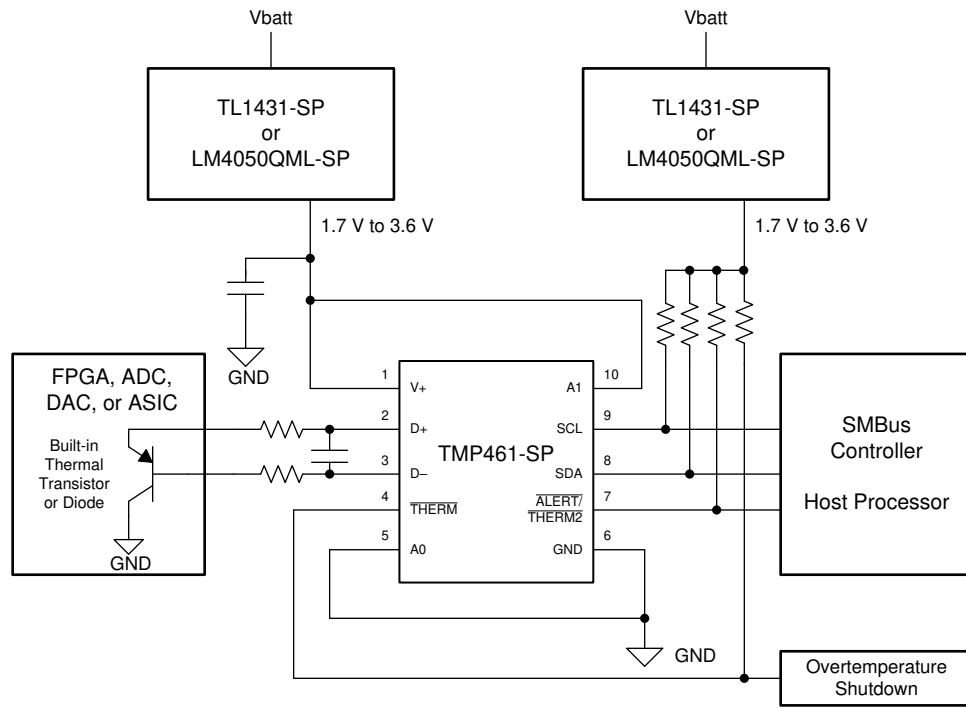 Vbatt
Vbatt
TL1431-SP
or
LM4050QML-SP
TL1431-SP
or
LM4050QML-SP
1.7 V to 3.6 V
1.7 V to 3.6 V
GND
FPGA, ADC,
DAC, or ASIC
Built-in
Thermal
Transistor
or Diode
GND
1
V+
2
D+
3
D−
4
THERM
5
A0
TMP461-SP
10
A1
9
SCL
8
SDA
7
ALERT/
THERM2
6
GND
GND
SMBus
Controller
Host Processor
Overtemperature
Shutdown